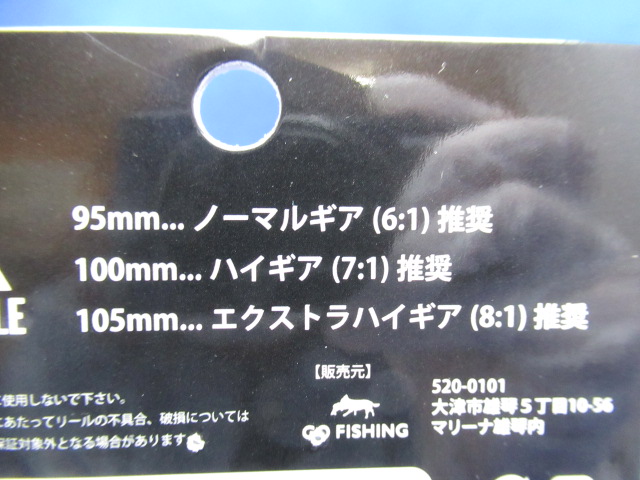 95mm... ノーマルギア (6:1) 推奨
100mm... ハイギア (7:1) 推奨
105mm... エクストラハイギア (8:1) 推奨
LE
【販売元】
GO FISHING
520-0101
大津市雄琴５丁目10-56
マリーナ雄琴内
使用しないで下さい。
あたってリールの不具合、破損については
保証対象外となる場合があります